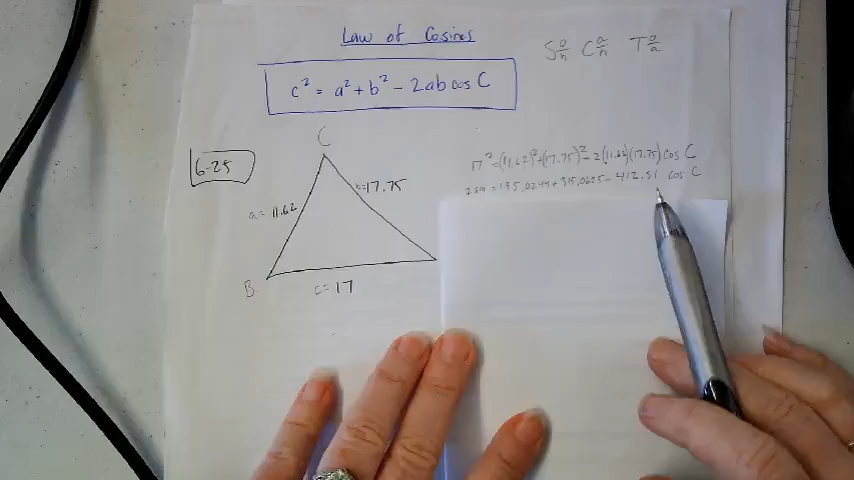 Law of Cosines
S o/h C a/h T o/a
c² = a² + b² - 2ab cos C
6-25
C
17² = (11.62)² + (17.75)² - 2(11.62)(17.75) cos C
289 = 135.0244 + 315.0625 - 412.51 cos C
b=17.75
a = 11.62
B
c = 17